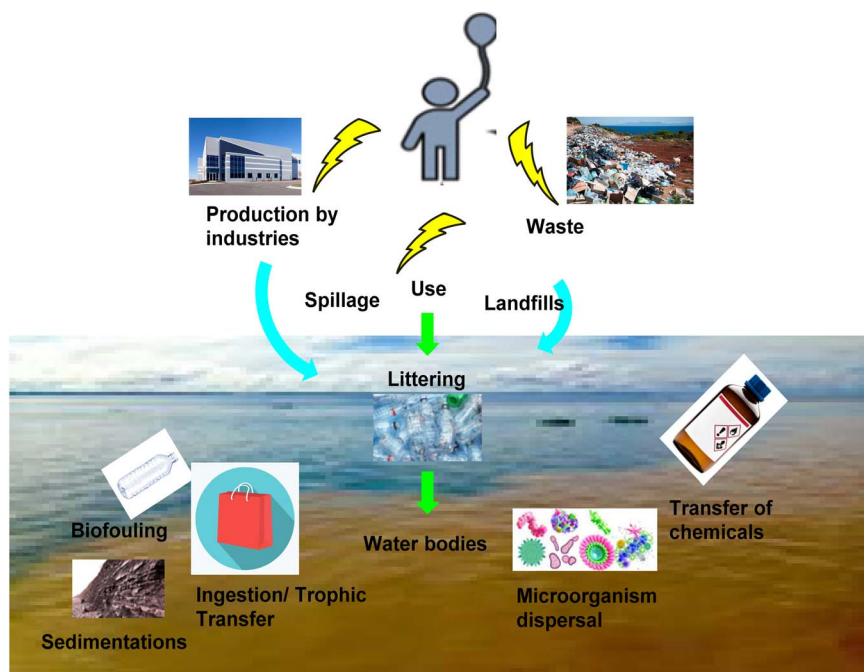 Production by
industries
Waste
Spillage
Use
Landfills
Littering
Biofouling
Water bodies
Transfer of
chemicals
Ingestion/ Trophic
Transfer
Microorganism
dispersal
Sedimentations